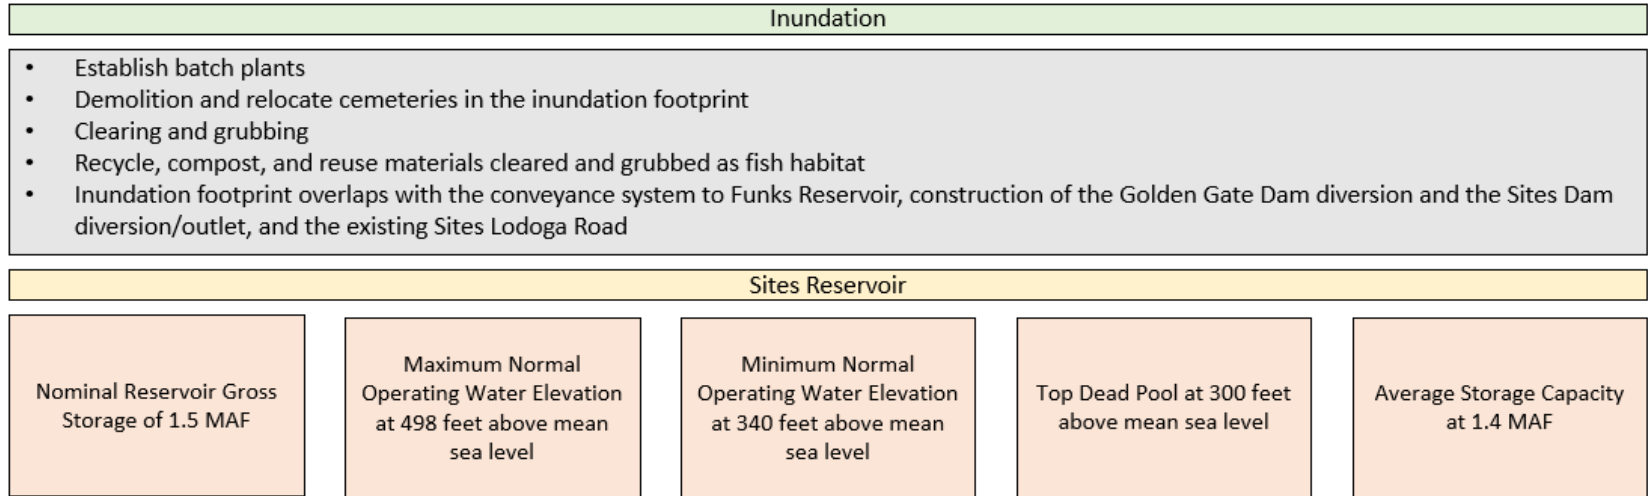 Inundation
• Establish batch plants
• Demolition and relocate cemeteries in the inundation footprint
• Clearing and grubbing
• Recycle, compost, and reuse materials cleared and grubbed as fish habitat
• Inundation footprint overlaps with the conveyance system to Funks Reservoir, construction of the Golden Gate Dam diversion and the Sites Dam
diversion/outlet, and the existing Sites Lodoga Road
Sites Reservoir
Nominal Reservoir Gross
Storage of 1.5 MAF
Maximum Normal
Operating Water Elevation
at 498 feet above mean
sea level
Minimum Normal
Operating Water Elevation
at 340 feet above mean
sea level
Top Dead Pool at 300 feet
above mean sea level
Average Storage Capacity
at 1.4 MAF